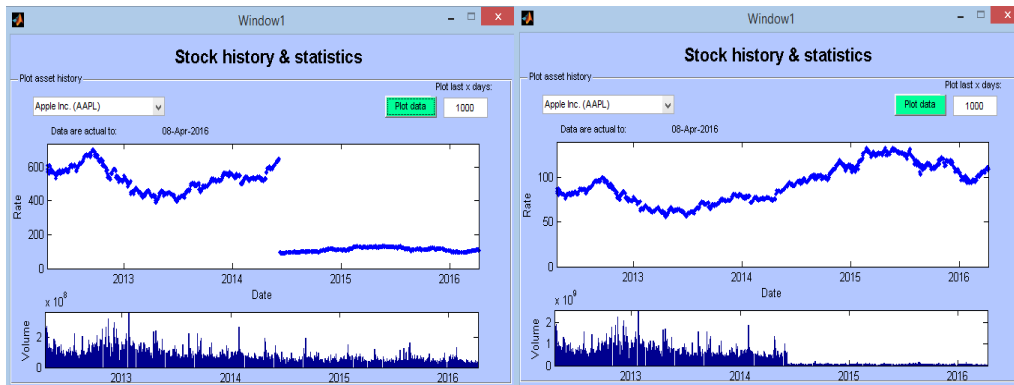 Window1
Stock history & statistics
Plot asset history
Plot last x days:
Apple Inc. (AAPL)
Plot data
1000
Data are actual to: 08-Apr-2016
600
400
200
0
Rate
2013 2014 2015 2016
Date
x 10^8
2
0
Volume
2013 2014 2015 2016
Window1
Stock history & statistics
Plot asset history
Plot last x days:
Apple Inc. (AAPL)
Plot data
1000
Data are actual to: 08-Apr-2016
100
50
0
Rate
2013 2014 2015 2016
Date
x 10^9
2
1
0
Volume
2013 2014 2015 2016